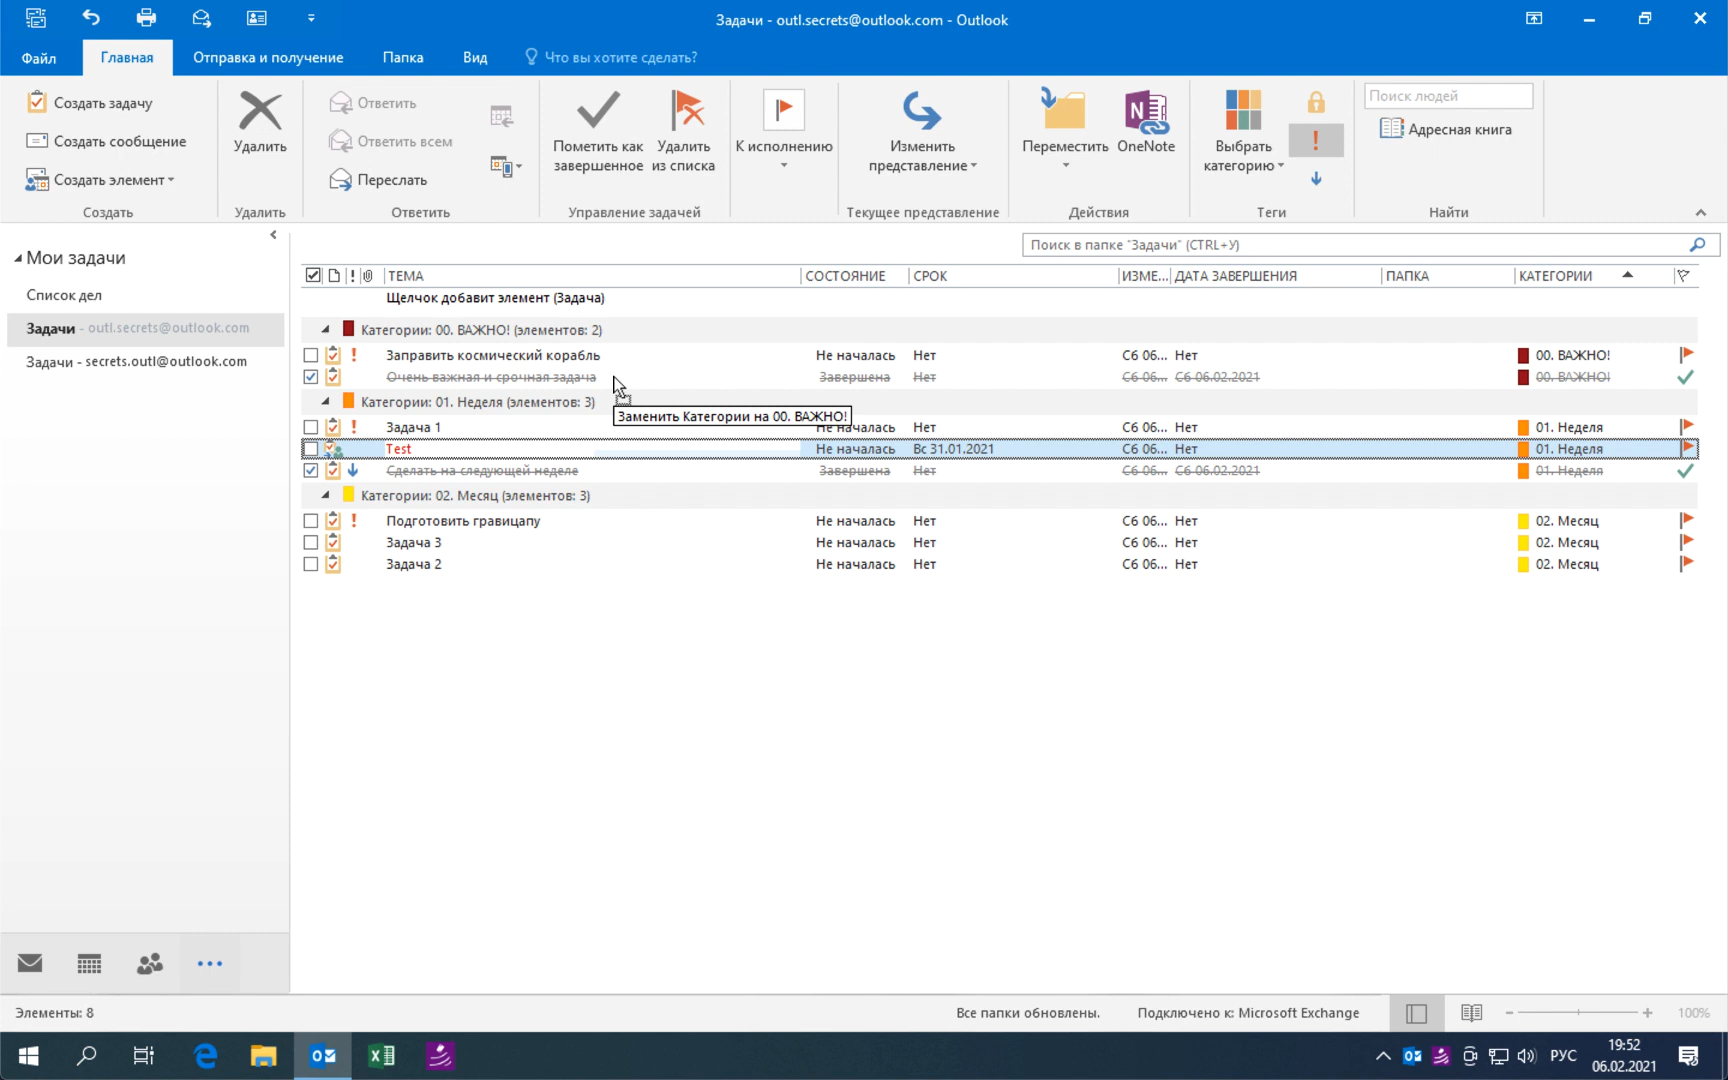 Задачи - outl.secrets@outlook.com - Outlook
Файл Главная Отправка и получение Папка Вид Что вы хотите сделать?
Создать задачу
Создать сообщение
Создать элемент
Создать
Удалить
Удалить
Ответить
Ответить всем
Переслать
Ответить
Пометить как завершенное
Удалить из списка
Управление задачей
К исполнению
Изменить представление
Текущее представление
Переместить
OneNote
Действия
Выбрать категорию
Теги
Поиск людей
Адресная книга
Найти
Мои задачи
Список дел
Задачи - outl.secrets@outlook.com
Задачи - secrets.outl@outlook.com
Поиск в папке "Задачи" (CTRL+У)
ТЕМА СОСТОЯНИЕ СРОК ИЗМЕ... ДАТА ЗАВЕРШЕНИЯ ПАПКА КАТЕГОРИИ
Щелчок добавит элемент (Задача)
Категории: 00. ВАЖНО! (элементов: 2)
Заправить космический корабль Не началась Нет Сб 06... Нет 00. ВАЖНО!
Очень важная и срочная задача Завершена Нет Сб 06... Сб 06.02.2021 00. ВАЖНО!
Категории: 01. Неделя (элементов: 3)
Заменить Категории на 00. ВАЖНО!
Задача 1 Не началась Нет Сб 06... Нет 01. Неделя
Test Не началась Вс 31.01.2021 Сб 06... Нет 01. Неделя
Сделать на следующей неделе Завершена Нет Сб 06... Сб 06.02.2021 01. Неделя
Категории: 02. Месяц (элементов: 3)
Подготовить гравицапу Не началась Нет Сб 06... Нет 02. Месяц
Задача 3 Не началась Нет Сб 06... Нет 02. Месяц
Задача 2 Не началась Нет Сб 06... Нет 02. Месяц
Элементы: 8 Все папки обновлены. Подключено к: Microsoft Exchange 100%
РУС
19:52
06.02.2021